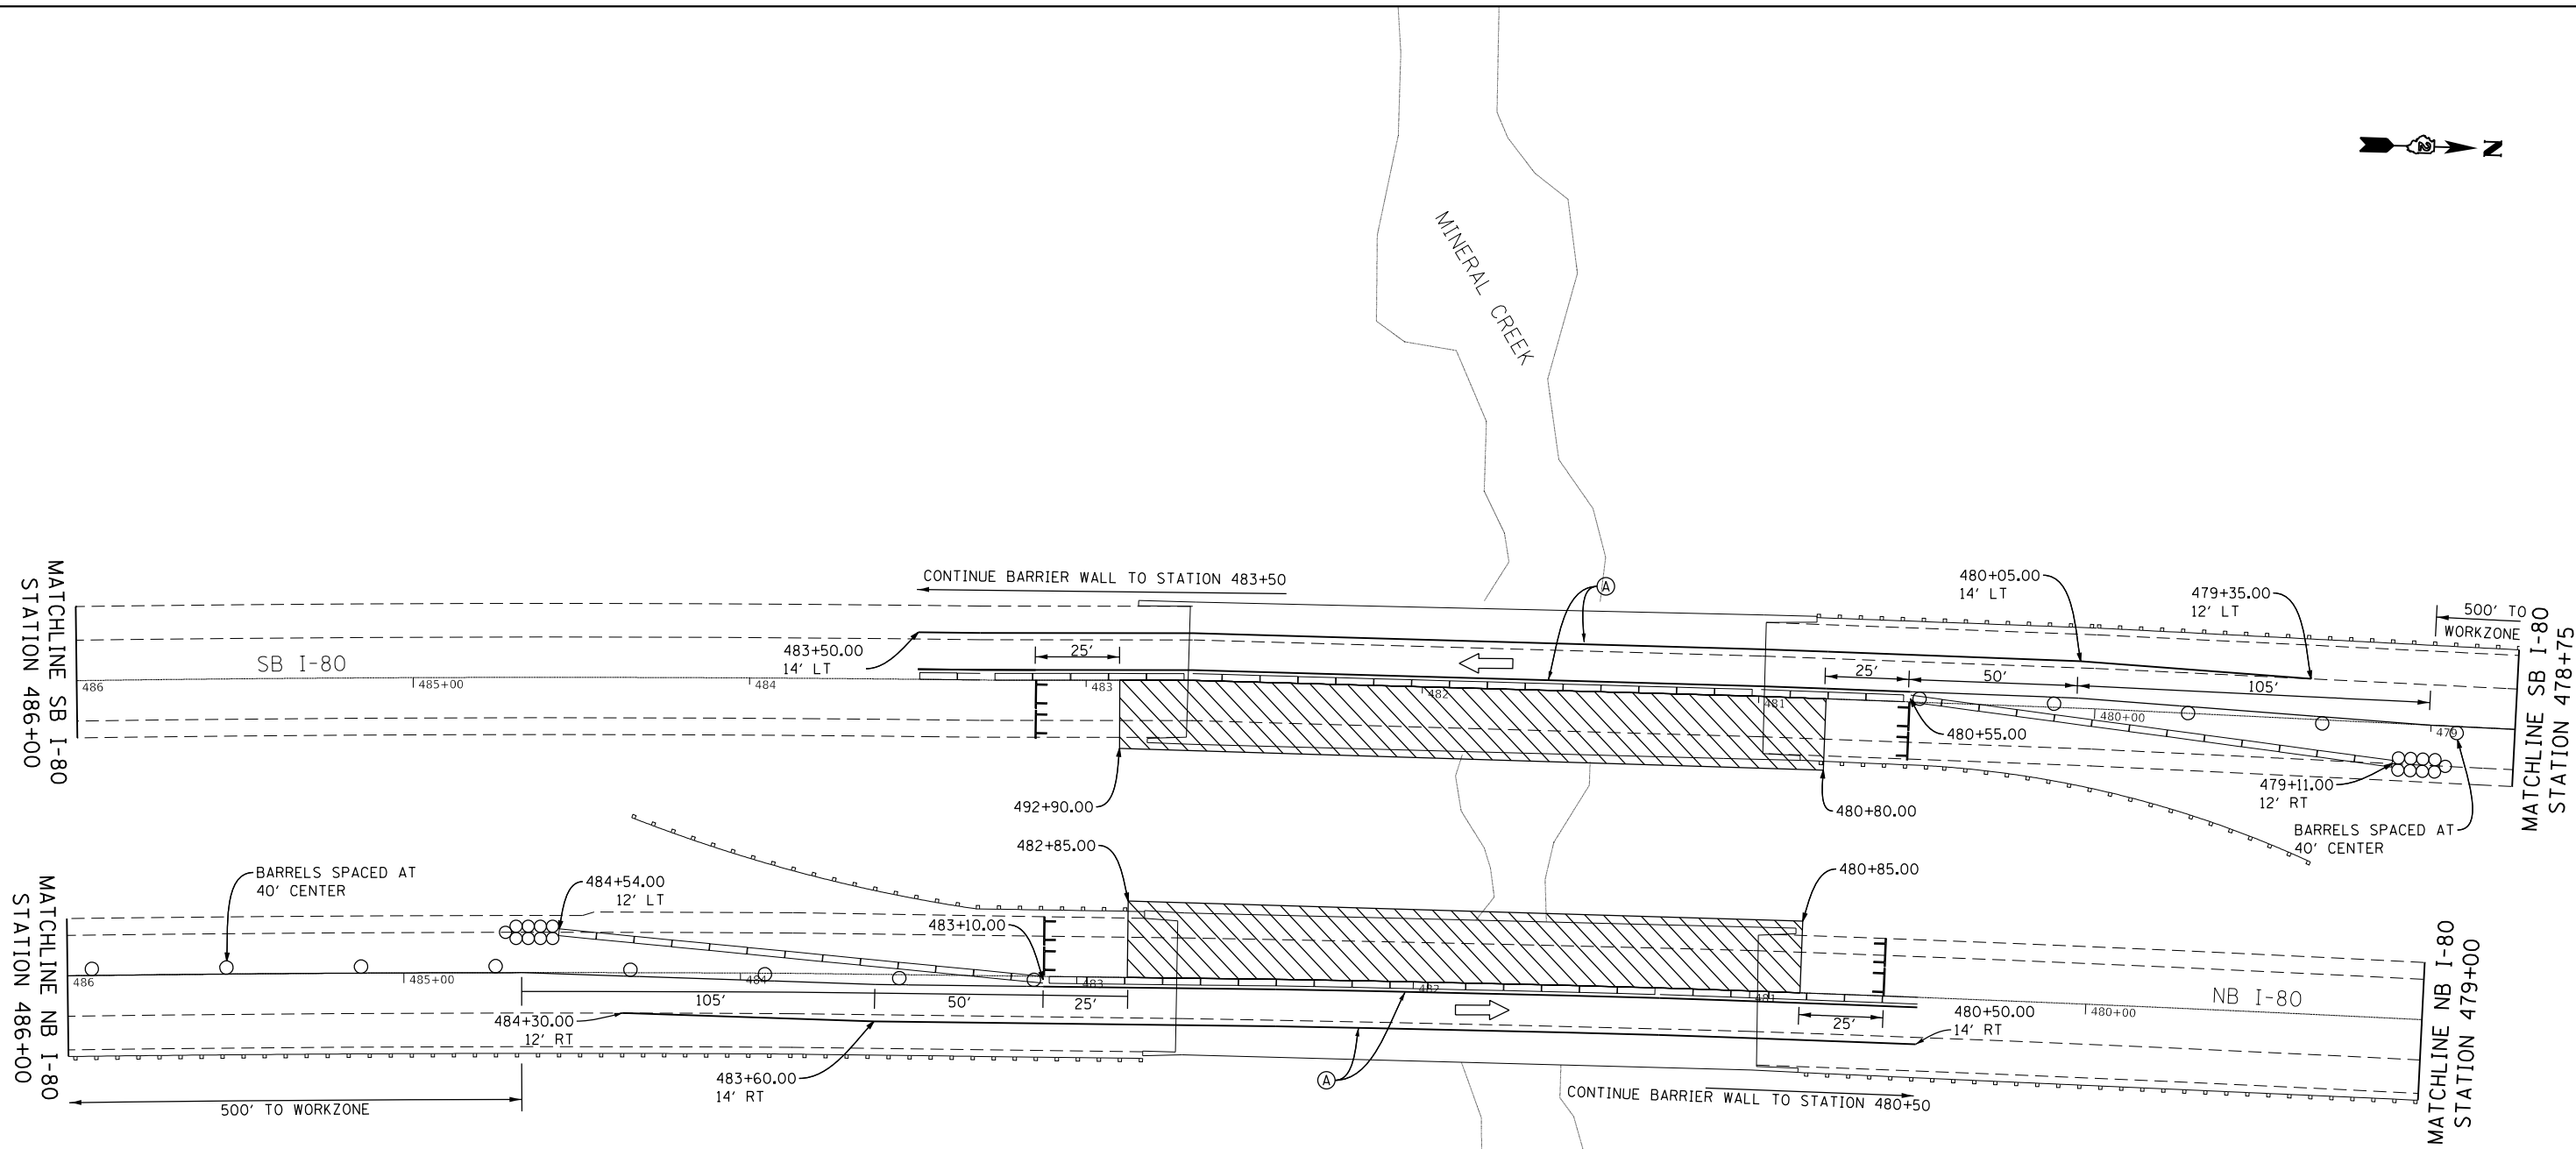 N
2
MINERAL CREEK
CONTINUE BARRIER WALL TO STATION 483+50
A
480+05.00
14' LT
479+35.00
12' LT
500' TO
WORKZONE
MATCHLINE SB I-80
STATION 486+00
SB I-80
483+50.00
14' LT
25'
25'
50'
105'
486
485+00
484
483
482
481
480+00
479
MATCHLINE SB I-80
STATION 478+75
480+55.00
479+11.00
12' RT
492+90.00
480+80.00
BARRELS SPACED AT
40' CENTER
482+85.00
480+85.00
BARRELS SPACED AT
40' CENTER
484+54.00
12' LT
483+10.00
MATCHLINE NB I-80
STATION 486+00
486
485+00
484
483
482
481
480+00
NB I-80
105'
50'
25'
25'
484+30.00
12' RT
480+50.00
14' RT
MATCHLINE NB I-80
STATION 479+00
483+60.00
14' RT
A
500' TO WORKZONE
CONTINUE BARRIER WALL TO STATION 480+50